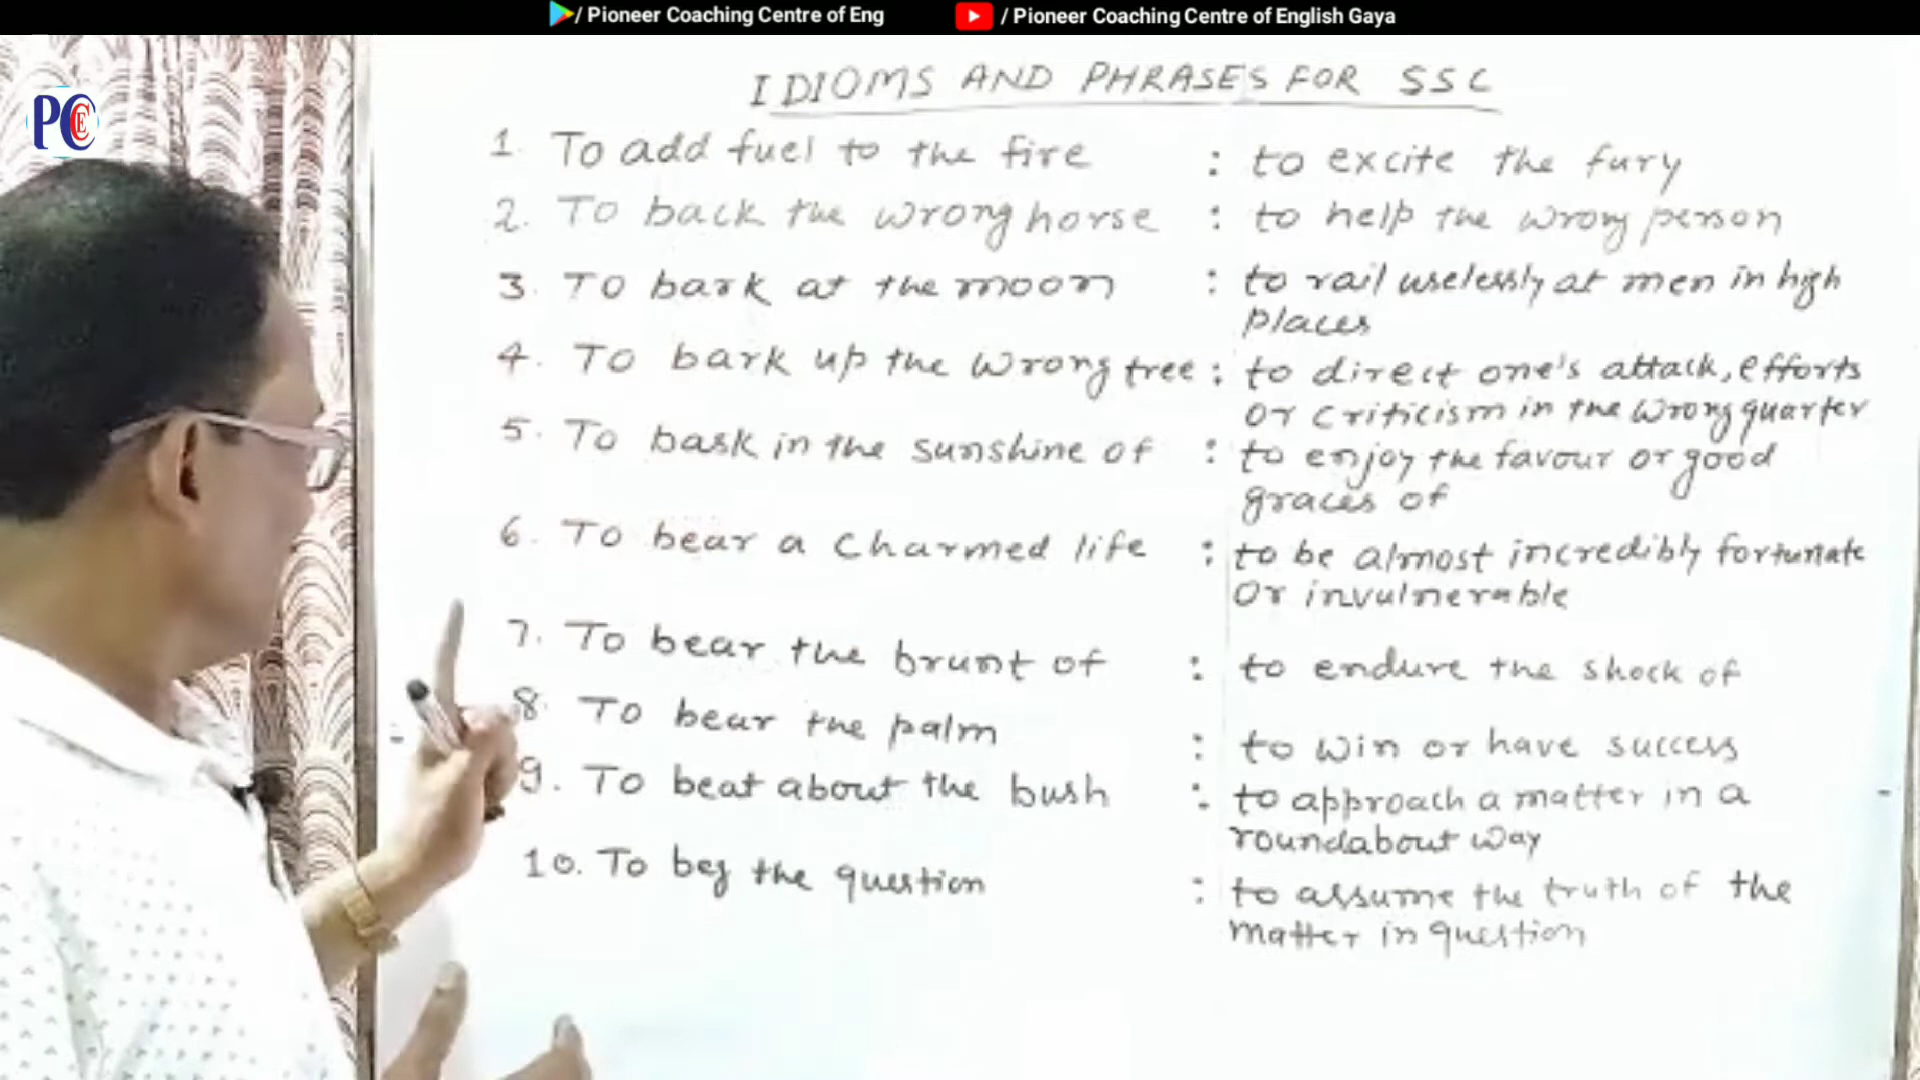 / Pioneer Coaching Centre of Eng
/ Pioneer Coaching Centre of English Gaya
PCC E
IDIOMS AND PHRASES FOR SSC
1. To add fuel to the fire : to excite the fury
2. To back the wrong horse : to help the wrong person
3. To bark at the moon : to rail uselessly at men in high
places
4. To bark up the wrong tree : to direct one's attack, efforts
or criticism in the wrong quarter
5. To bask in the sunshine of : to enjoy the favour or good
graces of
6. To bear a charmed life : to be almost incredibly fortunate
or invulnerable
7. To bear the brunt of : to endure the shock of
8. To bear the palm : to win or have success
9. To beat about the bush : to approach a matter in a
roundabout way
10. To beg the question : to assume the truth of the
matter in question